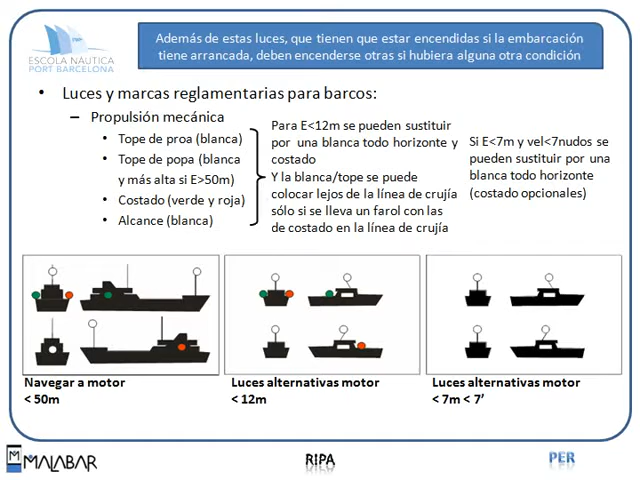 Además de estas luces, que tienen que estar encendidas si la embarcación
tiene arrancada, deben encenderse otras si hubiera alguna otra condición
ESCOLA NÀUTICA
PORT BARCELONA
• Luces y marcas reglamentarias para barcos:
– Propulsión mecánica
• Tope de proa (blanca)
• Tope de popa (blanca
y más alta si E>50m)
• Costado (verde y roja)
• Alcance (blanca)
Para E<12m se pueden sustituir
por una blanca todo horizonte y
costado
Y la blanca/tope se puede
colocar lejos de la línea de crujía
sólo si se lleva un farol con las
de costado en la línea de crujía
Si E<7m y vel<7nudos se
pueden sustituir por una
blanca todo horizonte
(costado opcionales)
Navegar a motor
< 50m
Luces alternativas motor
< 12m
Luces alternativas motor
< 7m < 7’
MALABAR
RIPA
PER